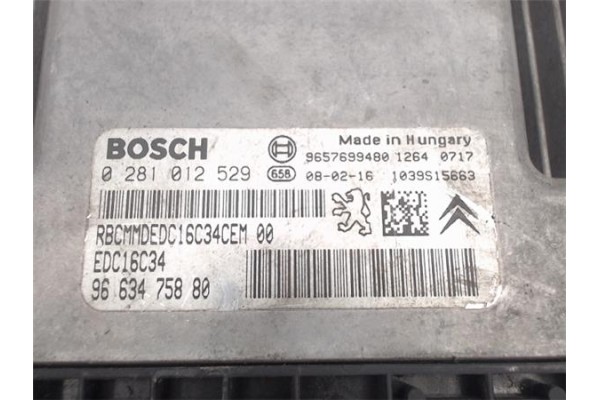 BOSCH
Made in Hungary
9657699480 1264 0717
0 281 012 529 658 08-02-16 1039S15663
RBCMMDEDC16C34CEM 00
EDC16C34
96 634 758 80